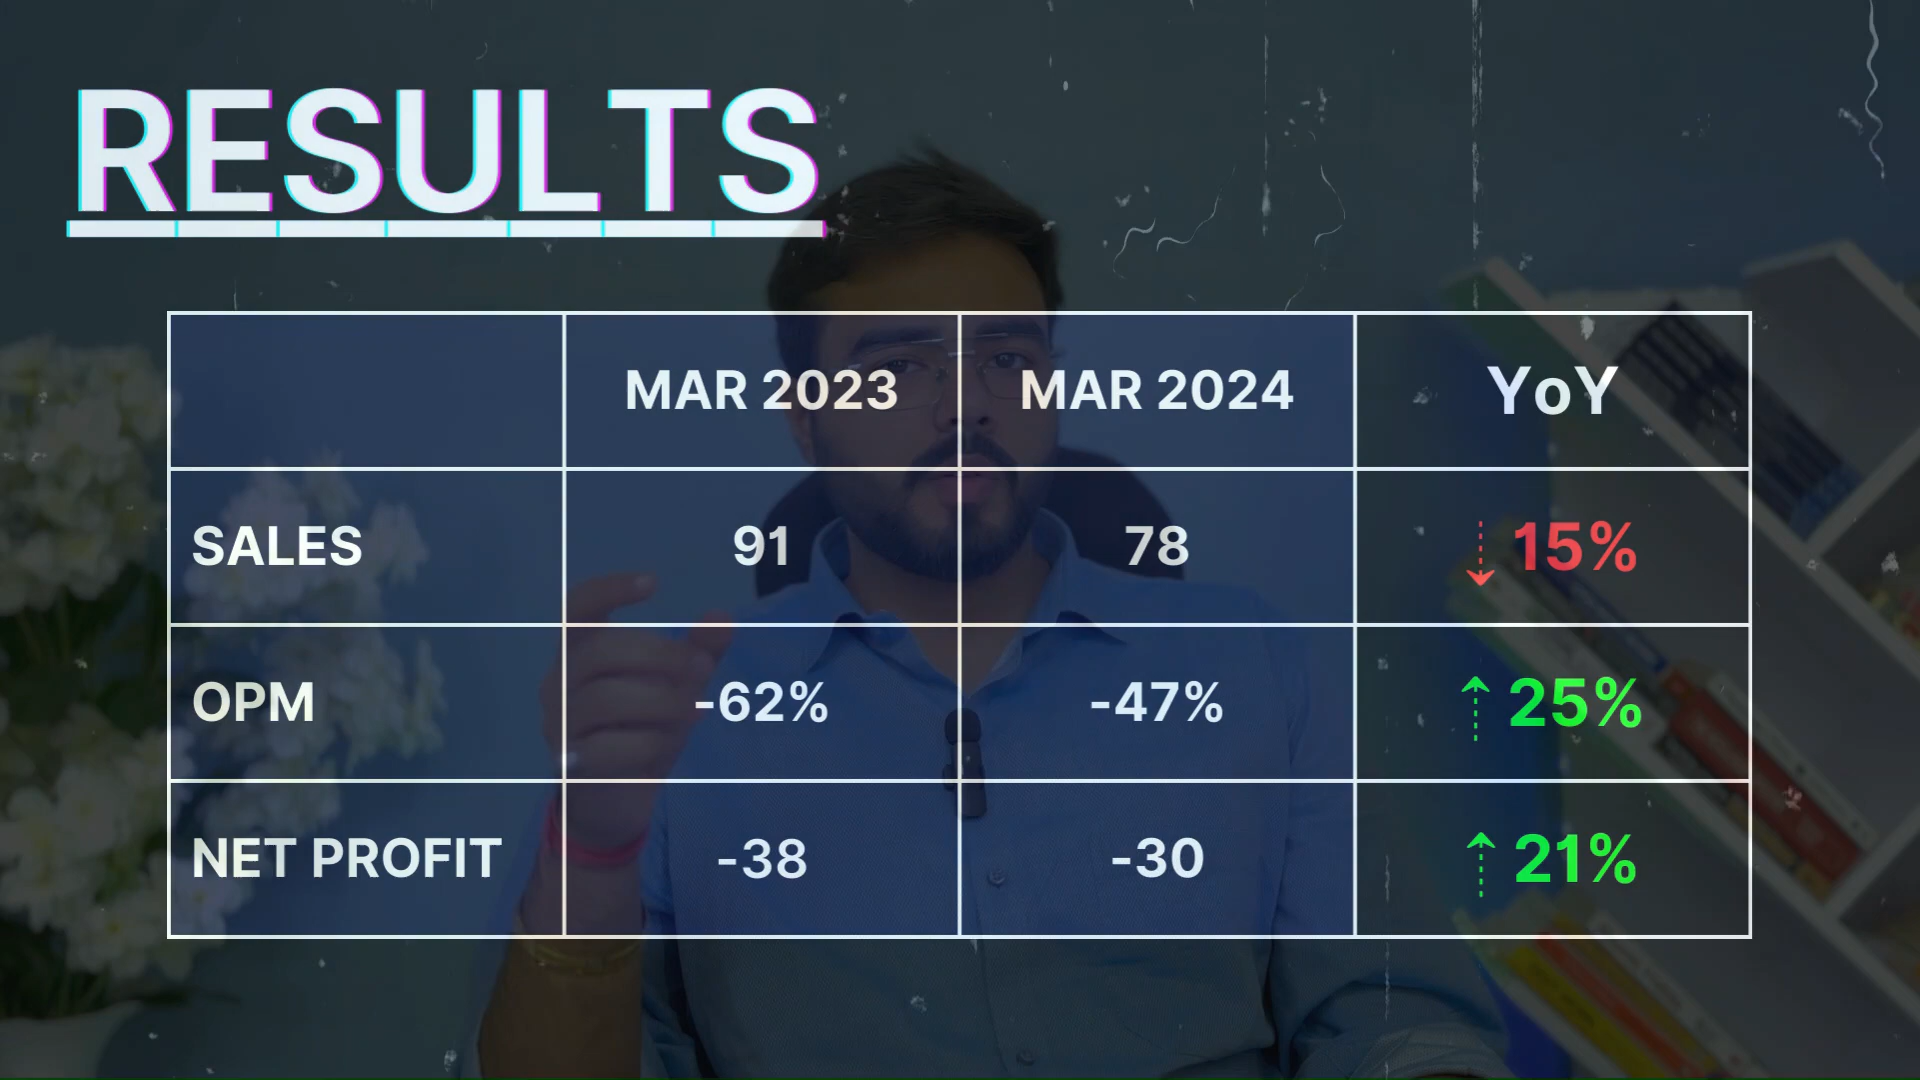 RESULTS
MAR 2023 MAR 2024 YoY
SALES 91 78 ↓ 15%
OPM -62% -47% ↑ 25%
NET PROFIT -38 -30 ↑ 21%